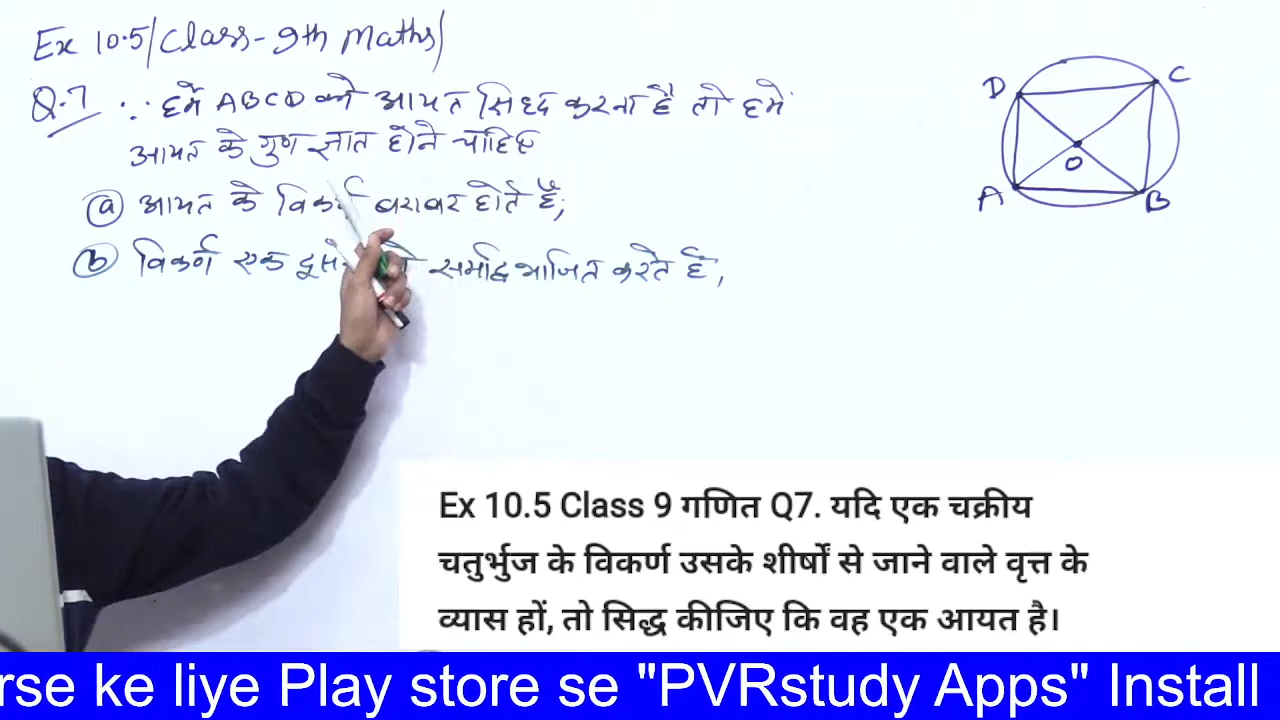 Ex 10.5/(Class-9th Maths)
Q.7 ∵ हमें ABCD को आयत सिध्द करना है तो हमें
आयत के गुण ज्ञात होने चाहिए
(a) आयत के विकर्ण बराबर होते हैं;
(b) विकर्ण एक समद्विभाजित करते है,
D
C
O
A
B
Ex 10.5 Class 9 गणित Q7. यदि एक चक्रीय
चतुर्भुज के विकर्ण उसके शीर्षों से जाने वाले वृत्त के
व्यास हों, तो सिद्ध कीजिए कि वह एक आयत है।
rse ke liye Play store se "PVRstudy Apps" Install